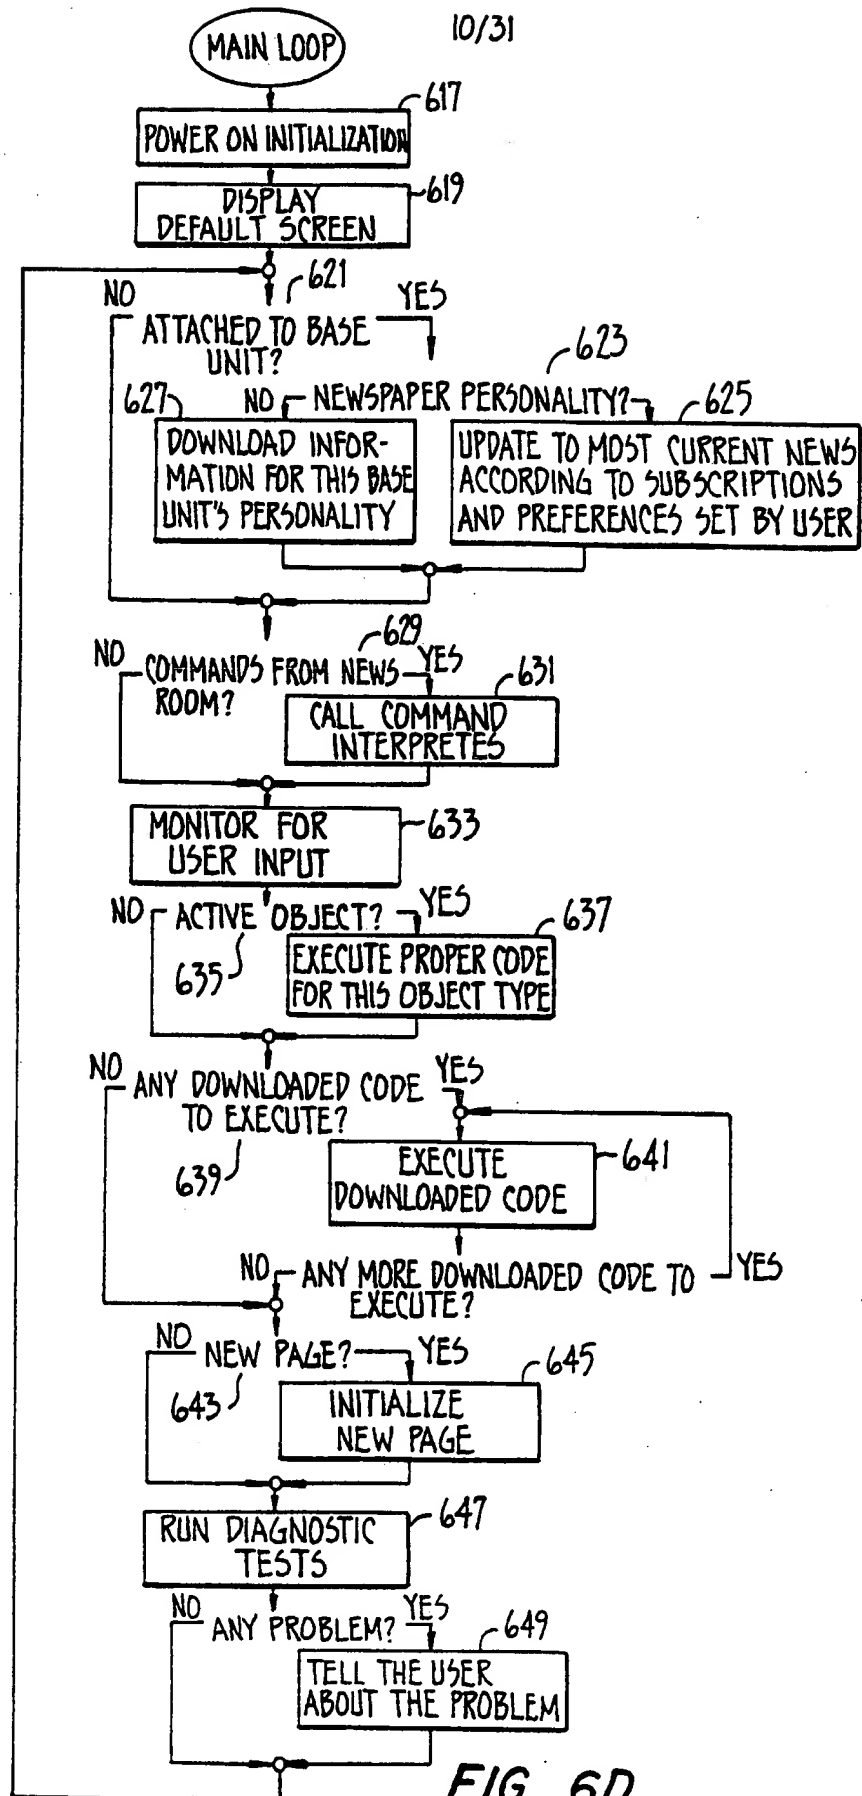 10/31
MAIN LOOP
617
POWER ON INITIALIZATION
619
DISPLAY
DEFAULT SCREEN
621
NO
YES
ATTACHED TO BASE
UNIT?
623
627
NO
NEWSPAPER PERSONALITY?
625
DOWNLOAD INFOR-
MATION FOR THIS BASE
UNIT'S PERSONALITY
UPDATE TO MOST CURRENT NEWS
ACCORDING TO SUBSCRIPTIONS
AND PREFERENCES SET BY USER
629
NO
COMMANDS FROM NEWS
ROOM?
YES
631
CALL COMMAND
INTERPRETES
MONITOR FOR
USER INPUT
633
NO
ACTIVE OBJECT?
YES
635
637
EXECUTE PROPER CODE
FOR THIS OBJECT TYPE
NO
ANY DOWNLOADED CODE
TO EXECUTE?
YES
639
EXECUTE
DOWNLOADED CODE
641
NO
ANY MORE DOWNLOADED CODE TO
EXECUTE?
YES
NO
NEW PAGE?
YES
643
645
INITIALIZE
NEW PAGE
RUN DIAGNOSTIC
TESTS
647
NO
ANY PROBLEM?
YES
649
TELL THE USER
ABOUT THE PROBLEM
FIG 6D